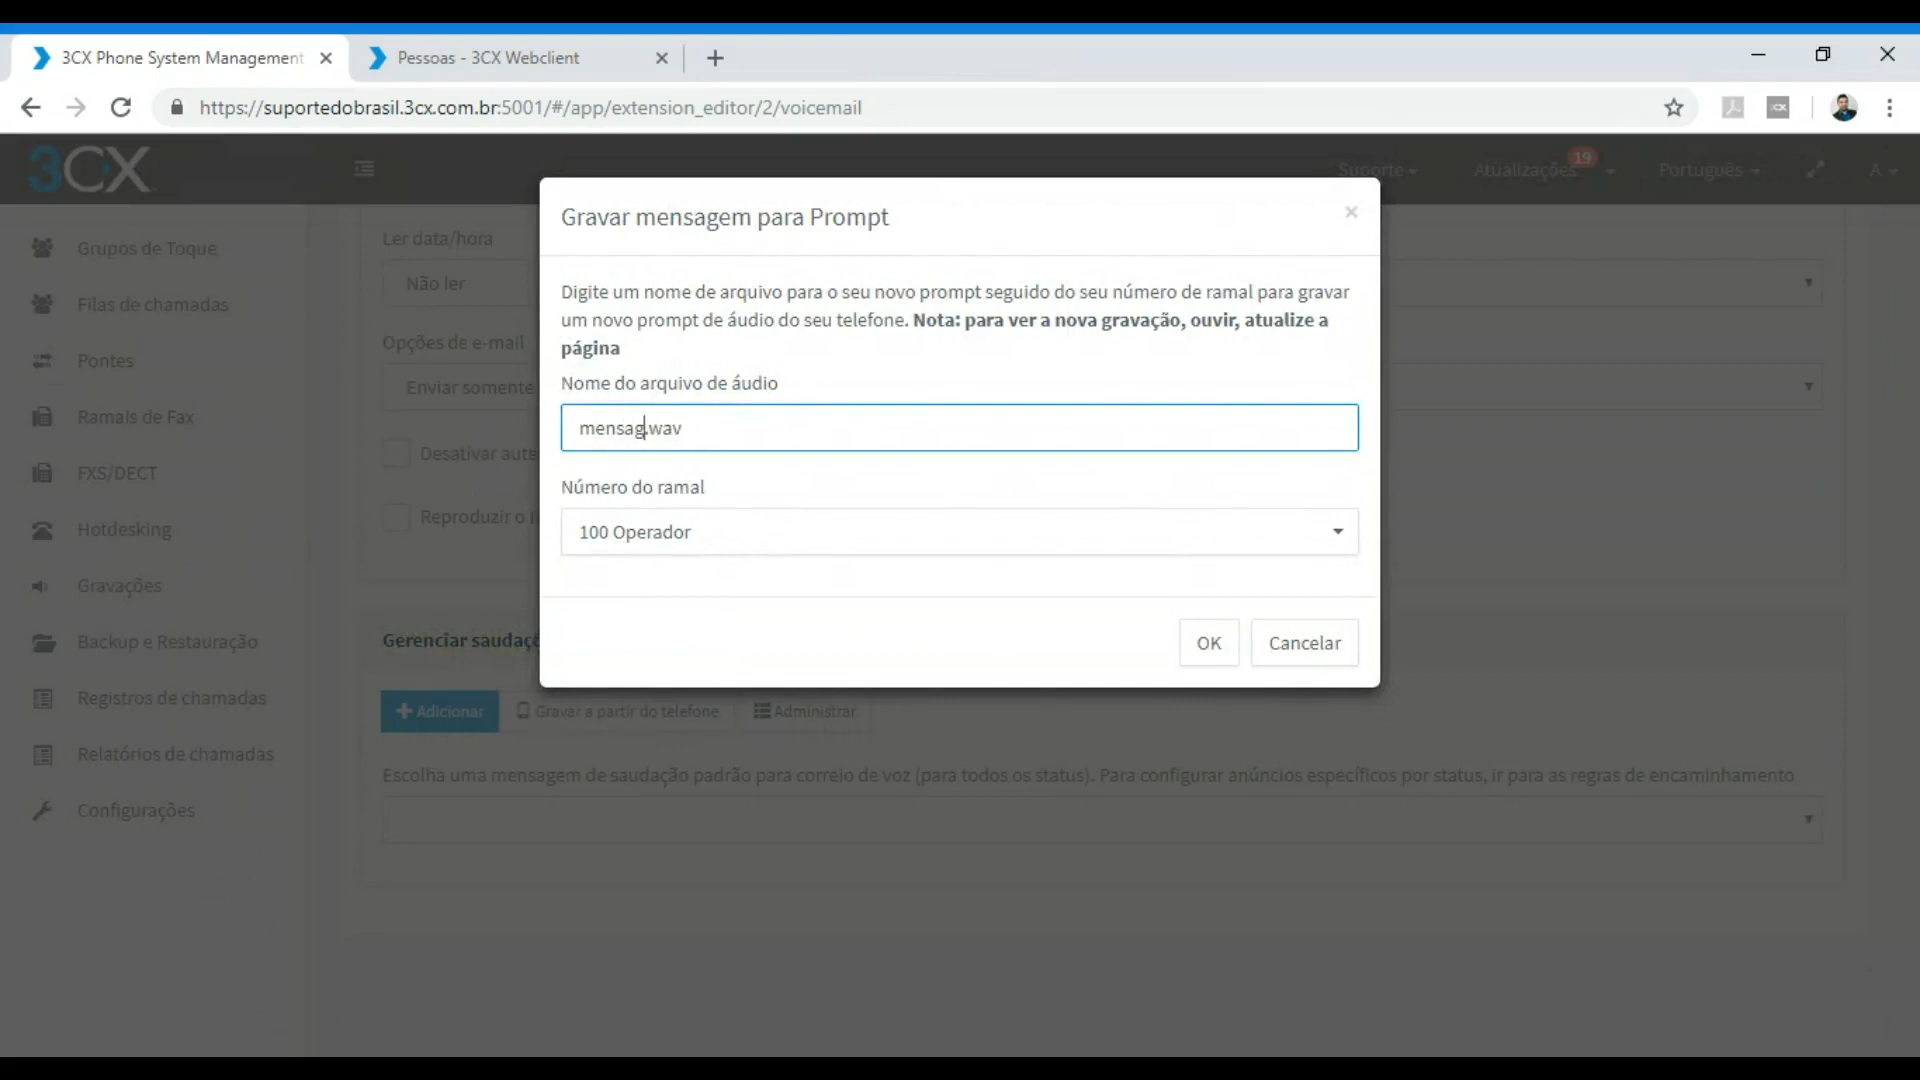 3CX Phone System Management
Pessoas - 3CX Webclient
https://suportedobrasil.3cx.com.br:5001/#/app/extension_editor/2/voicemail
3CX
Suporte
Atualizações
19
Português
A
Grupos de Toque
Filas de chamadas
Pontes
Ramais de Fax
FXS/DECT
Hotdesking
Gravações
Backup e Restauração
Registros de chamadas
Relatórios de chamadas
Configurações
Ler data/hora
Não ler
Opções de e-mail
Enviar somente
Desativar
Reproduzir o
Gravar mensagem para Prompt
×
Digite um nome de arquivo para o seu novo prompt seguido do seu número de ramal para gravar
um novo prompt de áudio do seu telefone. Nota: para ver a nova gravação, ouvir, atualize a
página
Nome do arquivo de áudio
mensag.wav
Número do ramal
100 Operador
OK
Cancelar
Gerenciar
Adicionar
Gravar a partir do telefone
Administrar
Escolha uma mensagem de saudação padrão para correio de voz (para todos os status). Para configurar anúncios específicos por status, ir para as regras de encaminhamento